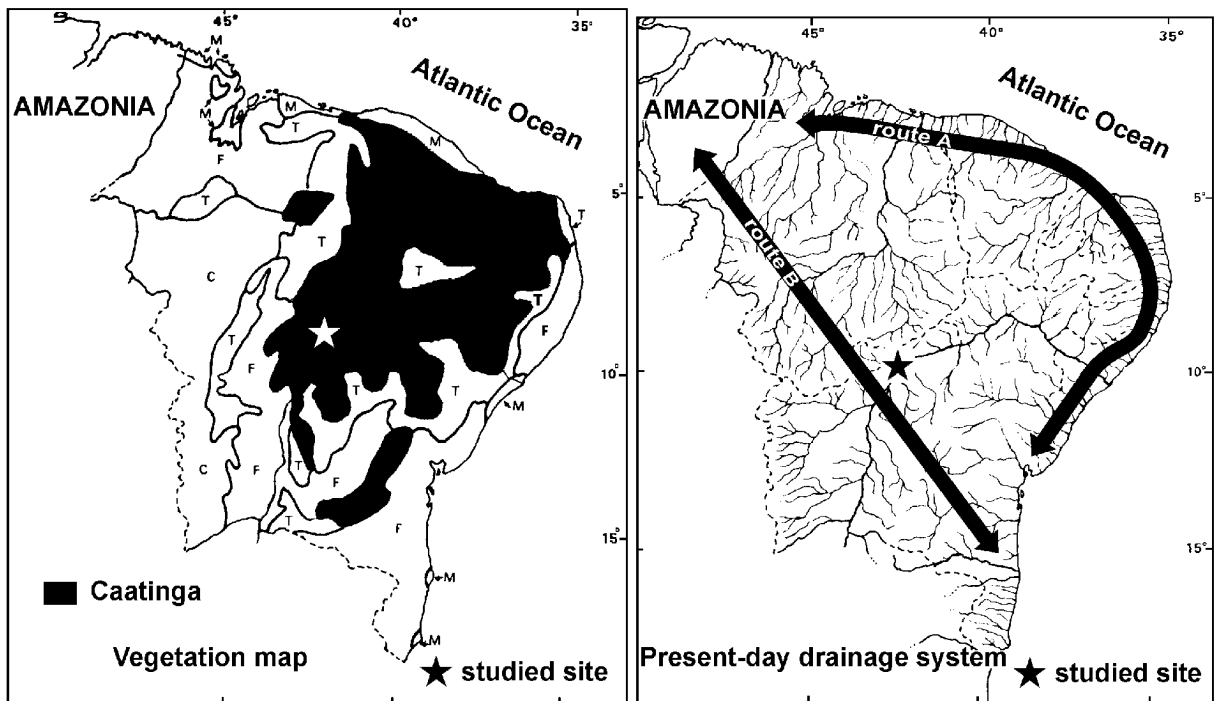 45°
40°
35°
M
Atlantic Ocean
AMAZONIA
M
M
T
M
F
T
5°
T
T
C
T
T
T
F
F
10°
T
T
M
C
F
T
F
T
F
15°
M
Caatinga
M
Vegetation map
studied site
45°
40°
35°
Atlantic Ocean
AMAZONIA
route A
5°
route B
10°
15°
Present-day drainage system
studied site